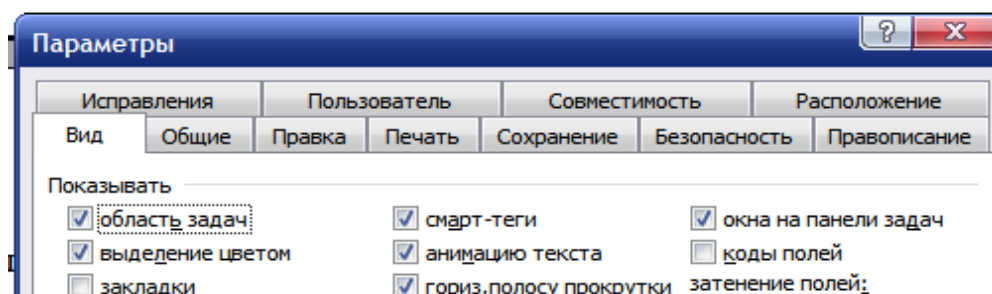 Параметры
Исправления Пользователь Совместимость Расположение
Вид Общие Правка Печать Сохранение Безопасность Правописание
Показывать
область задач смарт-теги окна на панели задач
выделение цветом анимацию текста коды полей
закладки гориз.полосу прокрутки затенение полей: